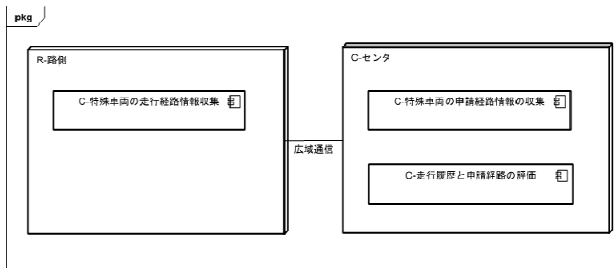 pkg
R-路側
C-特殊車両の走行経路情報収集
広域通信
C-センタ
C-特殊車両の申請経路情報の収集
C-走行履歴と申請経路の評価